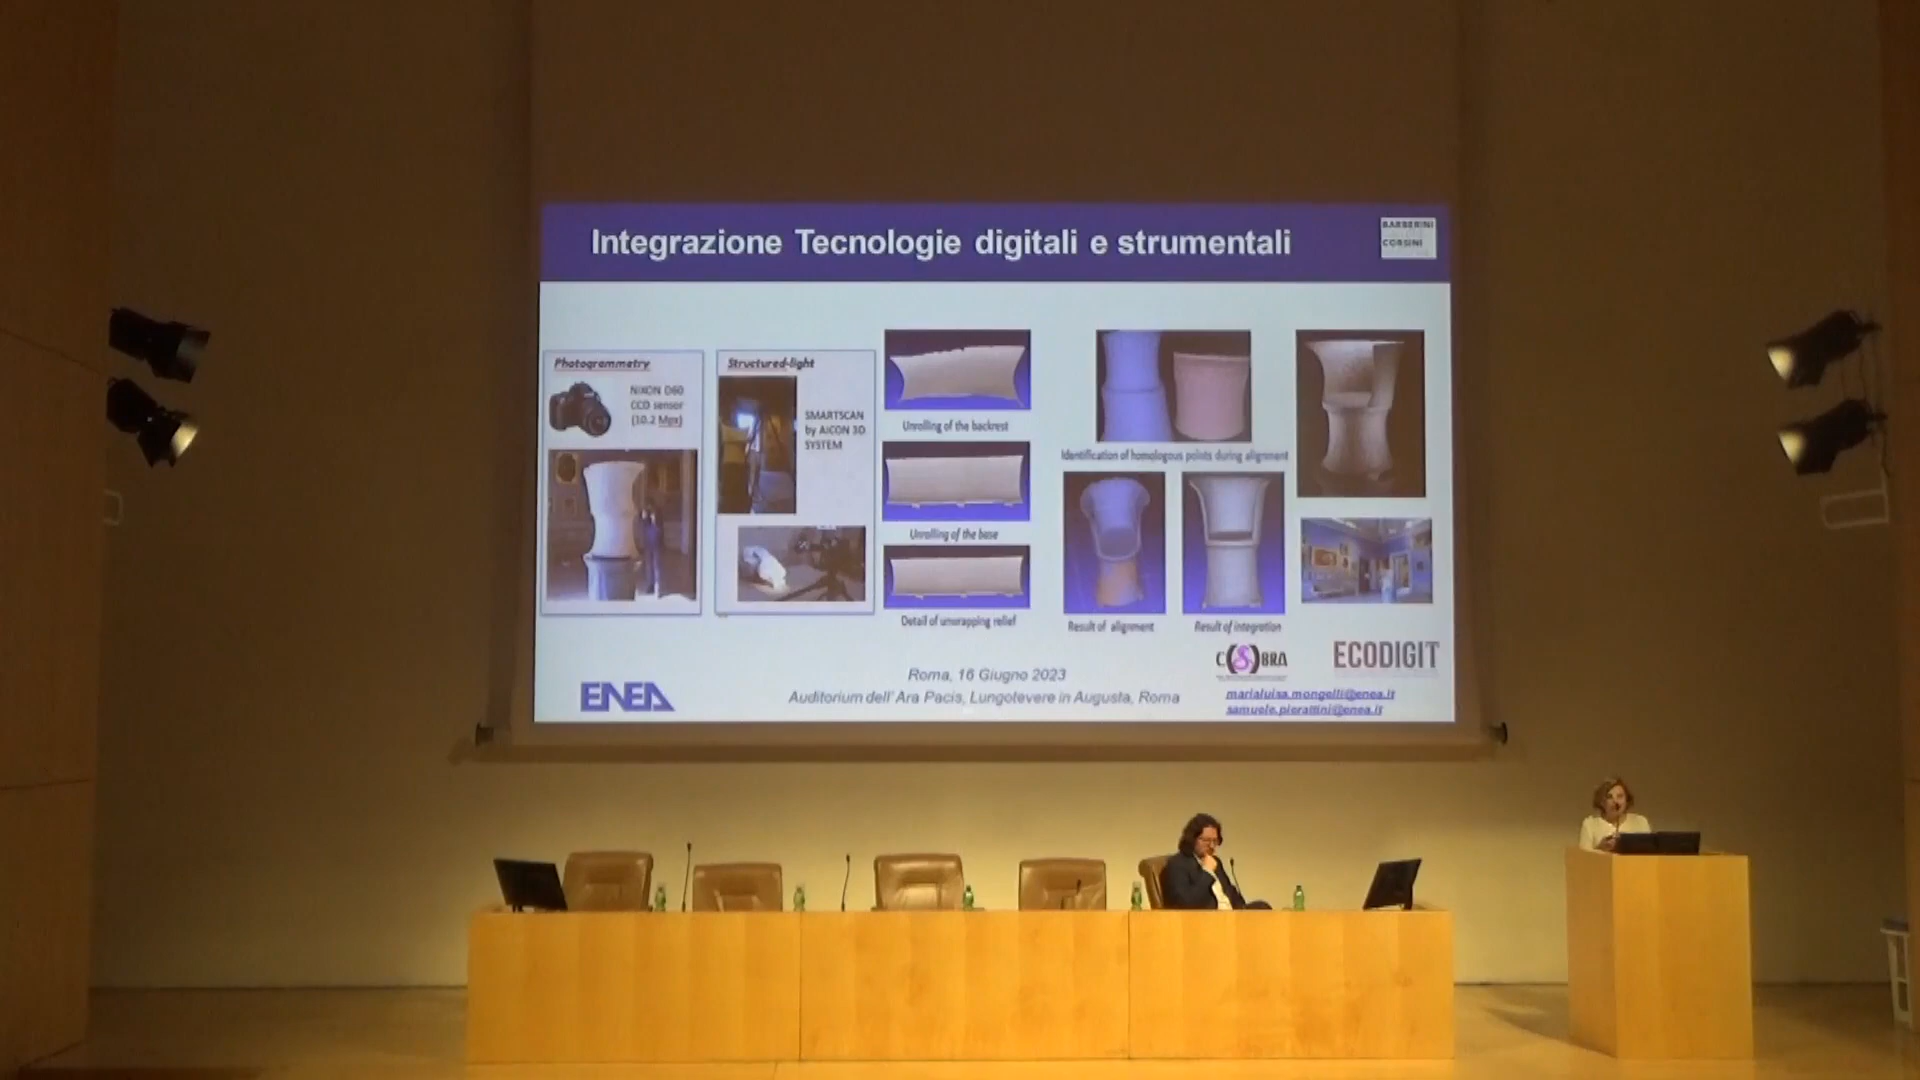 Integrazione Tecnologie digitali e strumentali
BARBERINI
CORSINI
Photogrammetry
NIKON D60
CCD sensor
(10.2 Mpx)
Structured-light
SMARTSCAN
by AICON 3D
SYSTEM
Unrolling of the backrest
Unrolling of the base
Detail of unwrapping relief
Identification of homologous points during alignment
Result of alignment
Result of integration
ENEA
Roma, 16 Giugno 2023
Auditorium dell' Ara Pacis, Lungotevere in Augusta, Roma
C(S)BRA
ECODIGIT
marialuisa.mongelli@enea.it
samuele.pierattini@enea.it